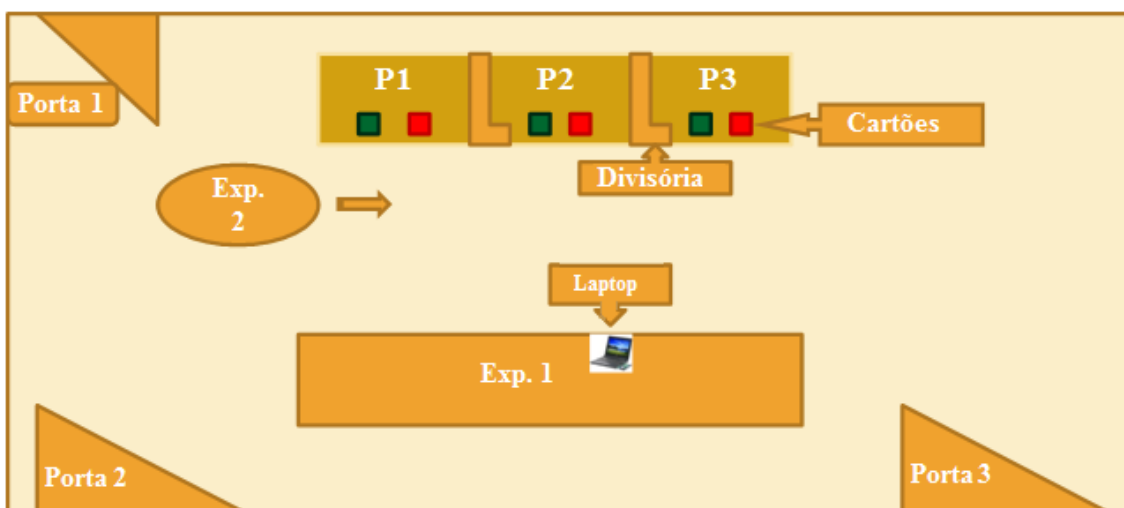 Porta 1
P1
P2
P3
Cartões
Divisória
Exp.
2
Laptop
Exp. 1
Porta 2
Porta 3